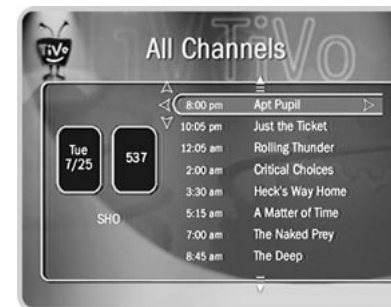 TiVo
TiVo
All Channels
Tue
7/25
537
SHO
8:00 pm Apt Pupil
10:05 pm Just the Ticket
12:05 am Rolling Thunder
2:00 am Critical Choices
3:30 am Heck's Way Home
5:15 am A Matter of Time
7:00 am The Naked Prey
8:45 am The Deep